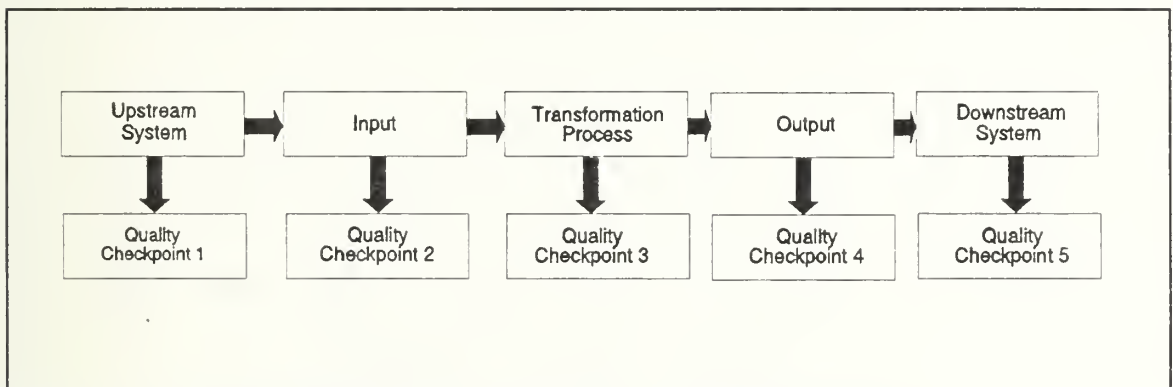 Upstream
System
Input
Transformation
Process
Output
Downstream
System
Quality
Checkpoint 1
Quality
Checkpoint 2
Quality
Checkpoint 3
Quality
Checkpoint 4
Quality
Checkpoint 5